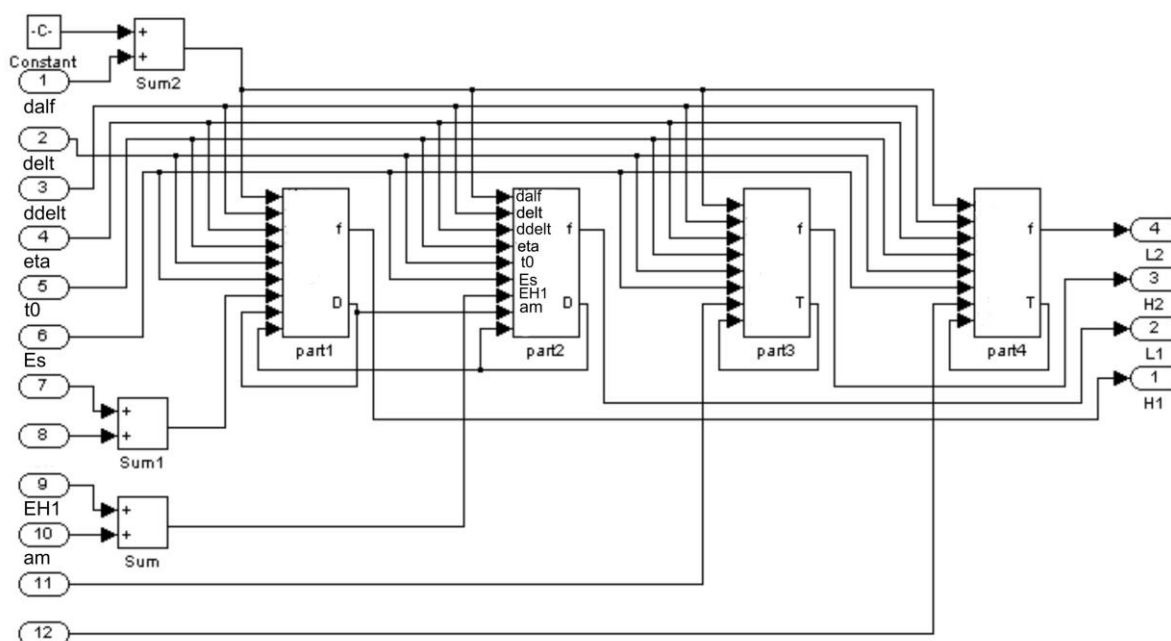 -C-
Constant
+
+
Sum2
1
dalf
2
delt
3
ddelt
4
eta
5
t0
6
Es
7
8
+
+
Sum1
9
EH1
10
am
+
+
Sum
11
12
f
D
part1
dalf
delt
ddelt
eta
t0
Es
EH1
am
f
D
part2
f
T
part3
f
T
part4
4
L2
3
H2
2
L1
1
H1